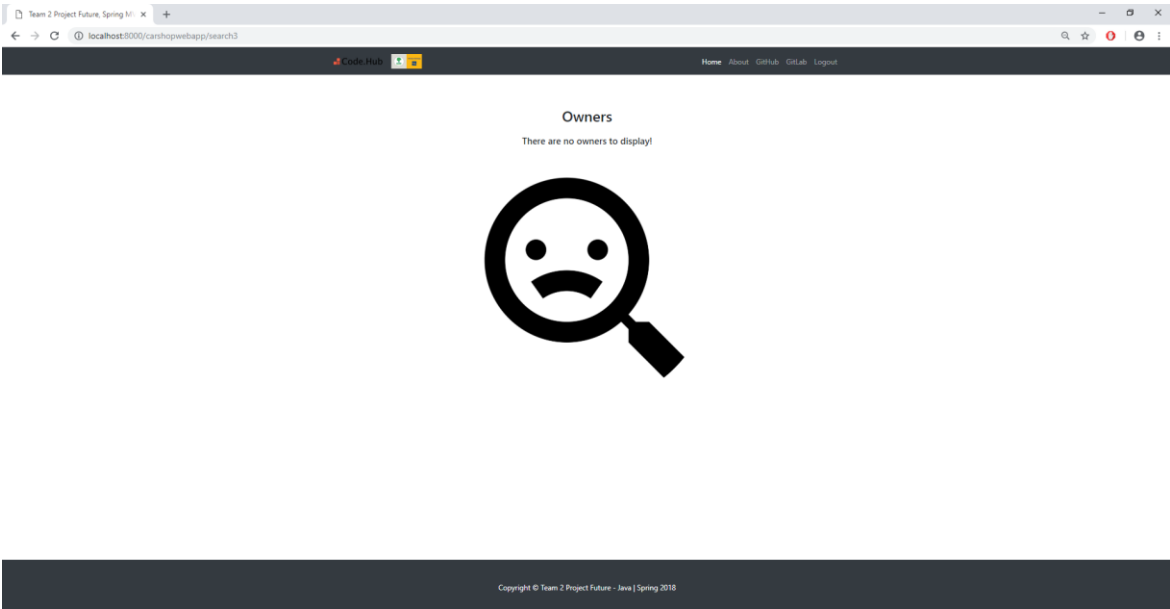 Team 2 Project Future, Spring M
localhost:8000/carshopwebapp/search3
Code.Hub
Home About GitHub GitLab Logout
Owners
There are no owners to display!
Copyright © Team 2 Project Future - Java | Spring 2018